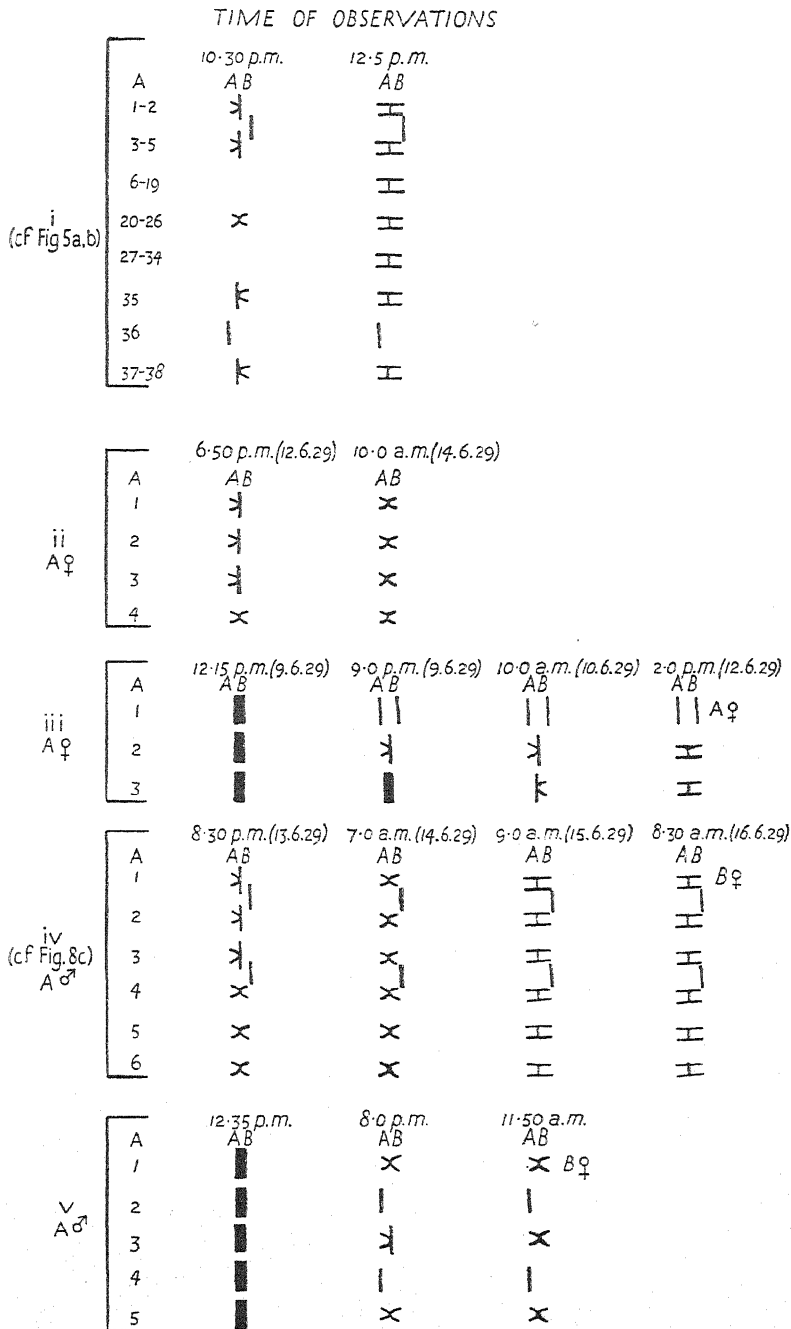 TIME OF OBSERVATIONS
10·30 p.m. 12·5 p.m.
A AB AB
1-2
3-5
6-19
i
20-26
(cf Fig 5a,b)
27-34
35
36
37-38
6·50 p.m.(12.6.29) 10·0 a.m.(14.6.29)
A AB AB
1
ii
2
A♀
3
4
12·15 p.m.(9.6.29) 9·0 p.m.(9.6.29) 10·0 a.m.(10.6.29) 2·0 p.m.(12.6.29)
A AB AB AB AB
1 A♀
iii
2
A♀
3
8·30 p.m.(13.6.29) 7·0 a.m.(14.6.29) 9·0 a.m.(15.6.29) 8·30 a.m.(16.6.29)
A AB AB AB AB
1 B♀
2
iv
3
(cf Fig. 8c)
A♂
4
5
6
12·35 p.m. 8·0 p.m. 11·50 a.m.
A AB AB AB
1 B♀
2
v
A♂
3
4
5